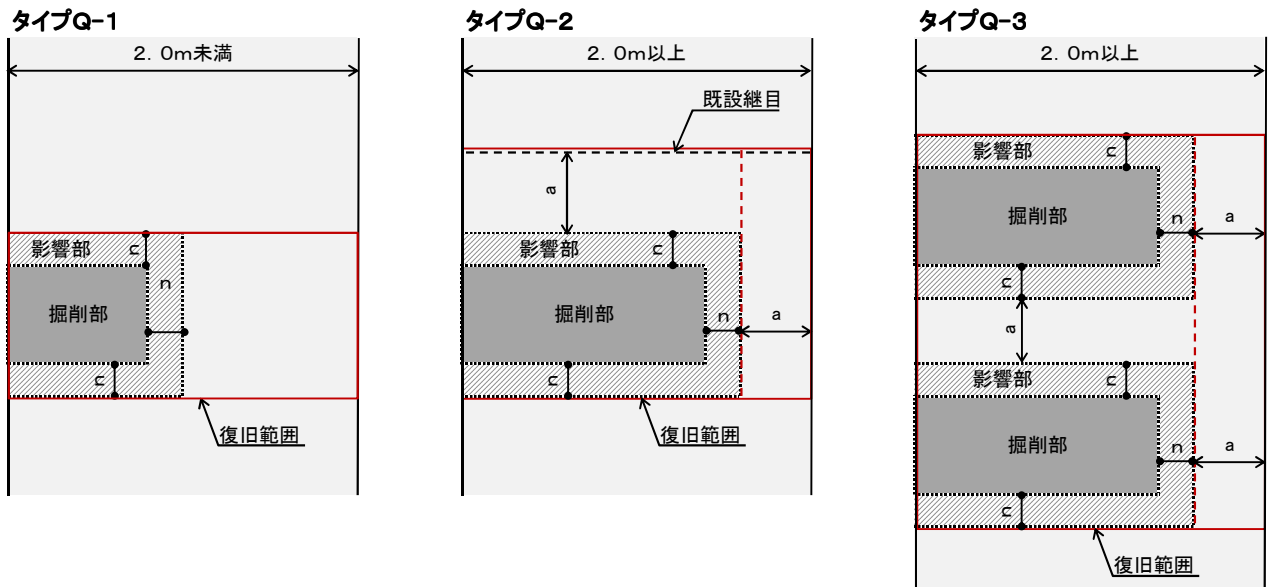 タイプQ-1
2.0m未満
影響部
n
n
掘削部
n
復旧範囲
タイプQ-2
2.0m以上
既設継目
a
影響部
n
掘削部
n
a
n
復旧範囲
タイプQ-3
2.0m以上
影響部
n
掘削部
n
a
n
a
影響部
n
掘削部
n
a
n
復旧範囲